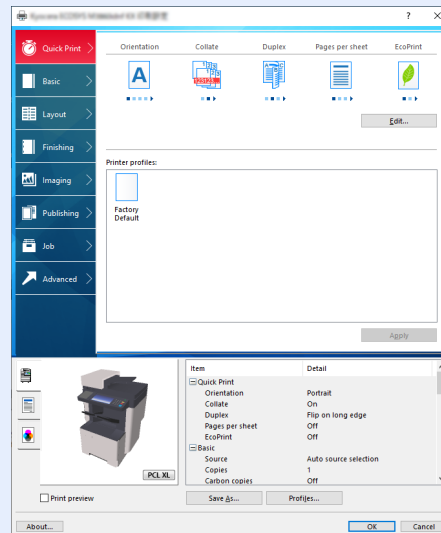 ?
Quick Print
Basic
Layout
Finishing
Imaging
Publishing
Job
Advanced
Orientation Collate Duplex Pages per sheet EcoPrint
A
123123
Edit...
Printer profiles:
Factory
Default
Apply
Item Detail
Quick Print
Orientation Portrait
Collate On
Duplex Flip on long edge
Pages per sheet Off
EcoPrint Off
Basic
Source Auto source selection
Copies 1
Carbon copies Off
PCL XL
Print preview
Save As...
Profiles...
About...
OK
Cancel